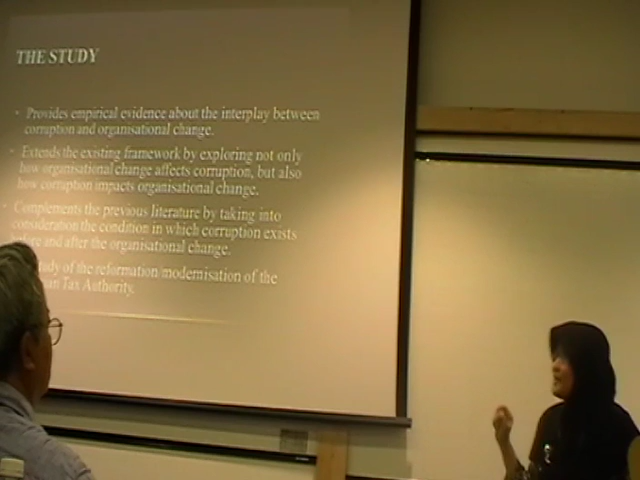 THE STUDY
• Provides empirical evidence about the interplay between
corruption and organisational change.
• Extends the existing framework by exploring not only
how organisational change affects corruption, but also
how corruption impacts organisational change.
• Complements the previous literature by taking into
consideration the condition in which corruption exists
before and after the organisational change.
of the reformation/modernisation of the
Tax Authority.